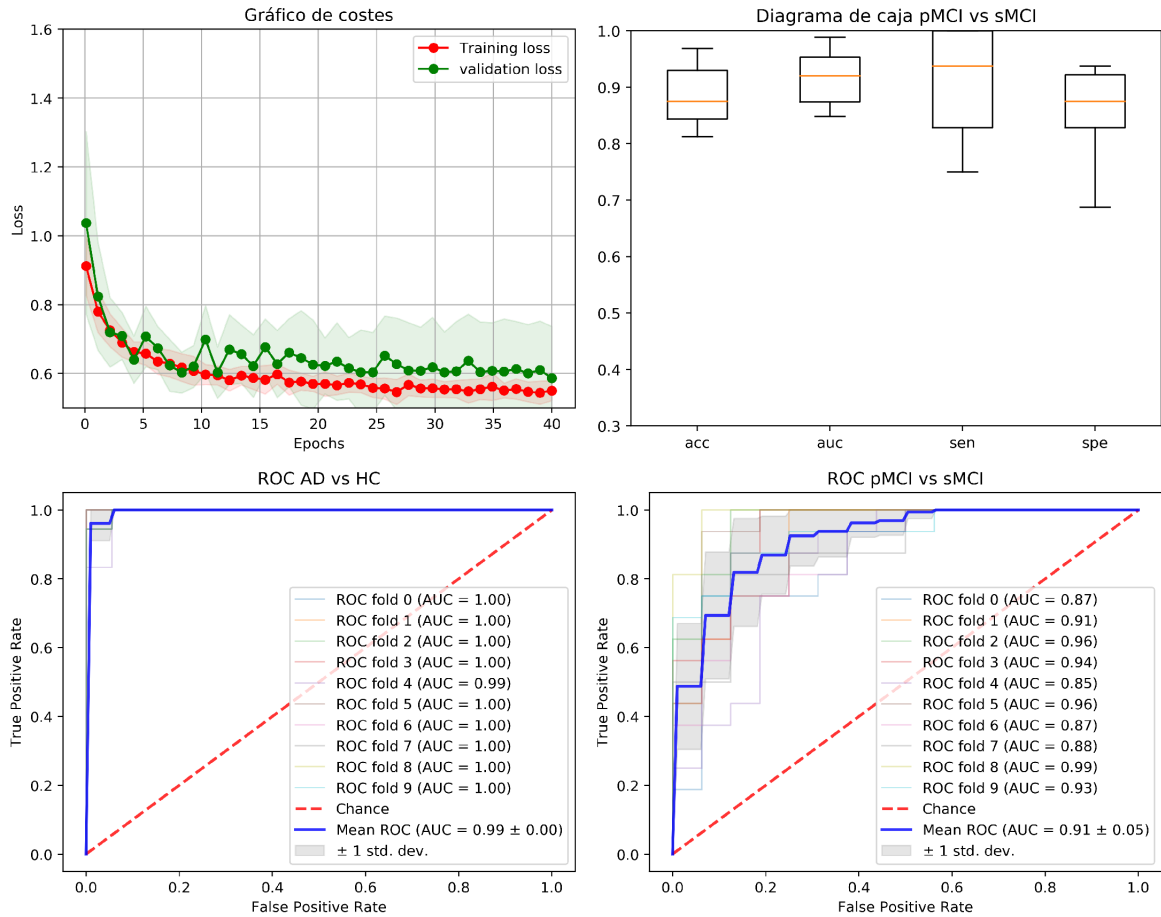 Gráfico de costes
1.6
1.4
1.2
1.0
0.8
0.6
Loss
Training loss
validation loss
0 5 10 15 20 25 30 35 40
Epochs
Diagrama de caja pMCI vs sMCI
1.0
0.9
0.8
0.7
0.6
0.5
0.4
0.3
acc auc sen spe
ROC AD vs HC
1.0
0.8
0.6
0.4
0.2
0.0
True Positive Rate
ROC fold 0 (AUC = 1.00)
ROC fold 1 (AUC = 1.00)
ROC fold 2 (AUC = 1.00)
ROC fold 3 (AUC = 1.00)
ROC fold 4 (AUC = 0.99)
ROC fold 5 (AUC = 1.00)
ROC fold 6 (AUC = 1.00)
ROC fold 7 (AUC = 1.00)
ROC fold 8 (AUC = 1.00)
ROC fold 9 (AUC = 1.00)
Chance
Mean ROC (AUC = 0.99 ± 0.00)
± 1 std. dev.
0.0 0.2 0.4 0.6 0.8 1.0
False Positive Rate
ROC pMCI vs sMCI
1.0
0.8
0.6
0.4
0.2
0.0
True Positive Rate
ROC fold 0 (AUC = 0.87)
ROC fold 1 (AUC = 0.91)
ROC fold 2 (AUC = 0.96)
ROC fold 3 (AUC = 0.94)
ROC fold 4 (AUC = 0.85)
ROC fold 5 (AUC = 0.96)
ROC fold 6 (AUC = 0.87)
ROC fold 7 (AUC = 0.88)
ROC fold 8 (AUC = 0.99)
ROC fold 9 (AUC = 0.93)
Chance
Mean ROC (AUC = 0.91 ± 0.05)
± 1 std. dev.
0.0 0.2 0.4 0.6 0.8 1.0
False Positive Rate